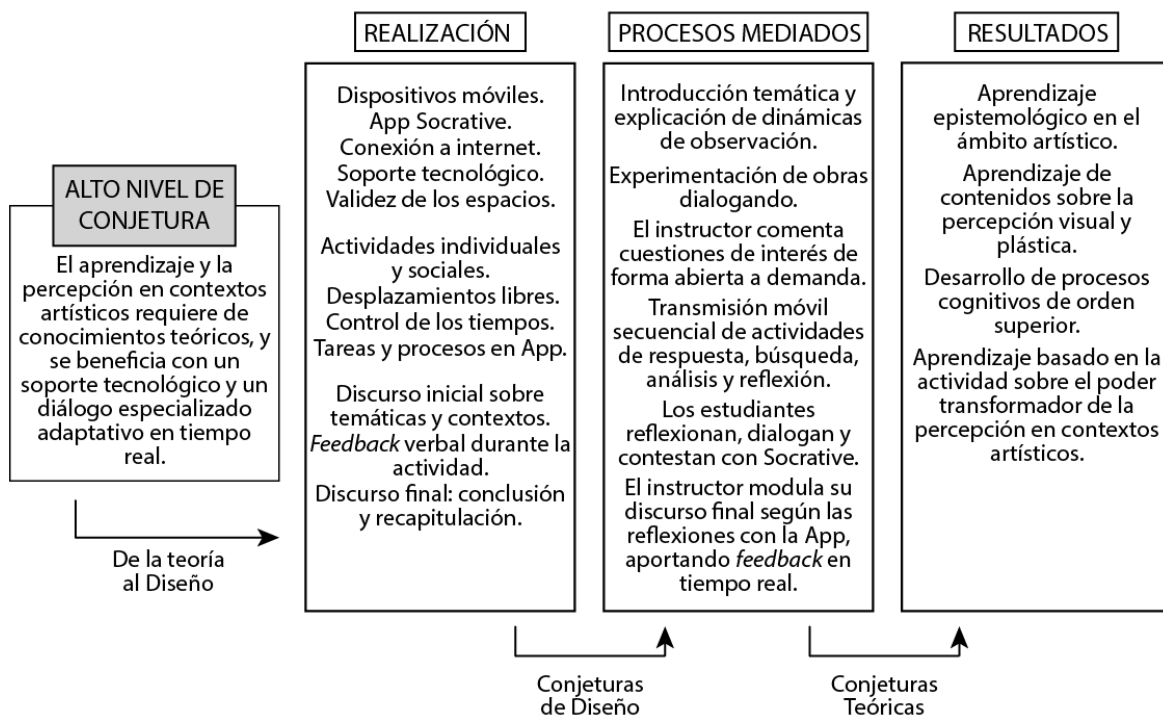 ALTO NIVEL DE
CONJETURA
El aprendizaje y la
percepción en contextos
artísticos requiere de
conocimientos teóricos, y
se beneficia con un
soporte tecnológico y un
diálogo especializado
adaptativo en tiempo
real.
De la teoría
al Diseño
REALIZACIÓN
Dispositivos móviles.
App Socrative.
Conexión a internet.
Soporte tecnológico.
Validez de los espacios.
Actividades individuales
y sociales.
Desplazamientos libres.
Control de los tiempos.
Tareas y procesos en App.
Discurso inicial sobre
temáticas y contextos.
Feedback verbal durante la
actividad.
Discurso final: conclusión
y recapitulación.
Conjeturas
de Diseño
PROCESOS MEDIADOS
Introducción temática y
explicación de dinámicas
de observación.
Experimentación de obras
dialogando.
El instructor comenta
cuestiones de interés de
forma abierta a demanda.
Transmisión móvil
secuencial de actividades
de respuesta, búsqueda,
análisis y reflexión.
Los estudiantes
reflexionan, dialogan y
contestan con Socrative.
El instructor modula su
discurso final según las
reflexiones con la App,
aportando feedback en
tiempo real.
Conjeturas
Teóricas
RESULTADOS
Aprendizaje
epistemológico en el
ámbito artístico.
Aprendizaje de
contenidos sobre la
percepción visual y
plástica.
Desarrollo de procesos
cognitivos de orden
superior.
Aprendizaje basado en la
actividad sobre el poder
transformador de la
percepción en contextos
artísticos.